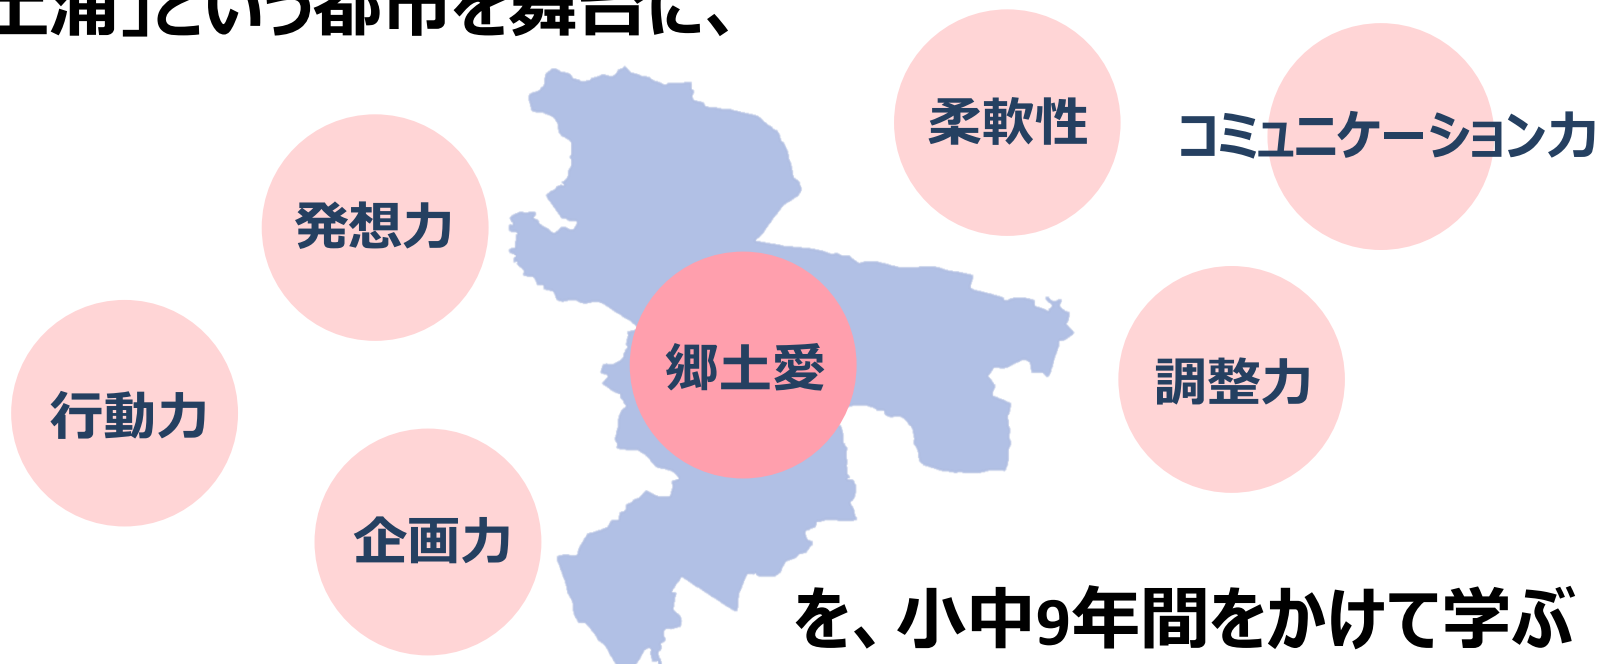 土浦」という都市を舞台に、
柔軟性
コミュニケーション力
発想力
郷土愛
調整力
行動力
企画力
を、小中9年間をかけて学ぶ